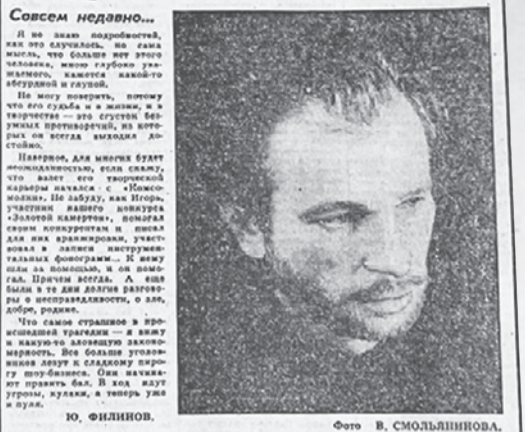 Совсем недавно...
Я не знаю подробностей,
как это случилось, но сама
мысль, что больше нет этого
человека, мною глубоко ува-
жаемого, кажется какой-то
абсурдной и глупой.
Не могу поверить, потому
что его судьба и в жизни, и в
творчестве — это сгусток без-
умных противоречий, из кото-
рых он всегда выходил до-
стойно.
Наверное, для многих будет
неожиданностью, если скажу,
что взлет его творческой
карьеры начался с «Комсо-
молки». Не забуду, как Игорь,
участник нашего конкурса
«Золотой камертон», помогал
своим конкурентам и писал
для них аранжировки, участ-
вовал в записи инструмен-
тальных фонограмм... К нему
шли за помощью, и он помо-
гал. Причем всегда. А еще
были в те дни долгие разгово-
ры о несправедливости, о зле,
добре, родине.
Что самое страшное в про-
исшедшей трагедии — я вижу
и какую-то зловещую законо-
мерность. Все больше уголов-
ников лезут к сладкому пиро-
гу шоу-бизнеса. Они начина-
ют править бал. В ход идут
угрозы, кулаки, а теперь уже
и пуля.
Ю. ФИЛИНОВ.
Фото В. СМОЛЬЯНИНОВА.